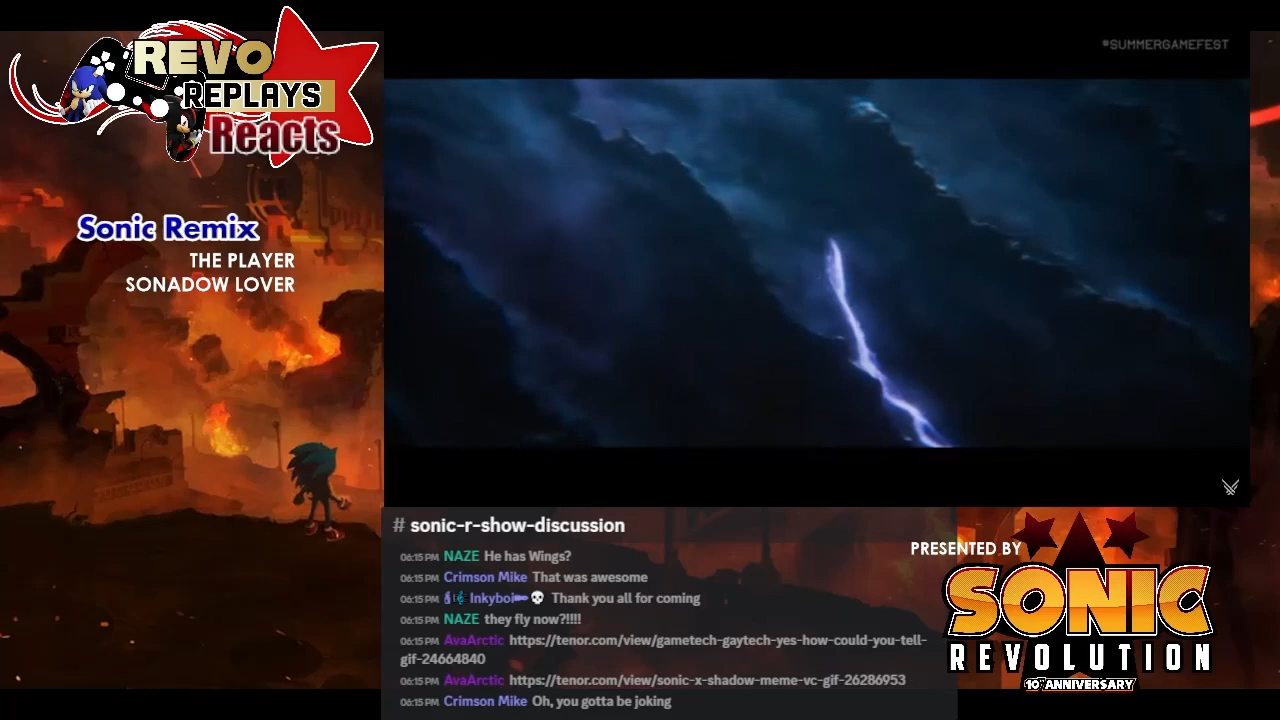 REVO
REPLAYS
Reacts
#SUMMERGAMEFEST
Sonic Remix
THE PLAYER
SONADOW LOVER
# sonic-r-show-discussion
06:15 PM NAZE He has Wings?
06:15 PM Crimson Mike That was awesome
06:15 PM Inkyboi Thank you all for coming
06:15 PM NAZE they fly now?!!!!
06:15 PM AvaArctic https://tenor.com/view/gametech-gaytech-yes-how-could-you-tell-
gif-24664840
06:15 PM AvaArctic https://tenor.com/view/sonic-x-shadow-meme-vc-gif-26286953
06:15 PM Crimson Mike Oh, you gotta be joking
PRESENTED BY
SONIC
REVOLUTION
10TH ANNIVERSARY